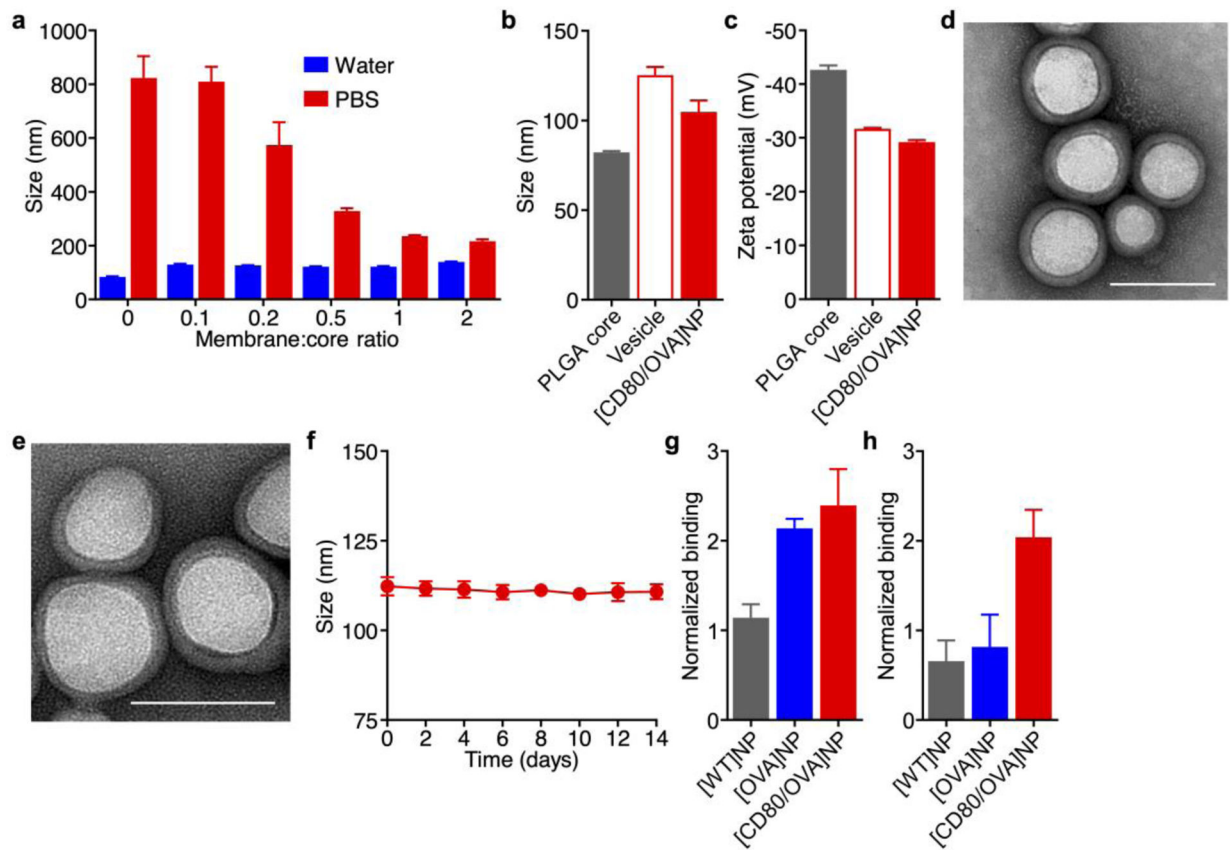 a
1000
800
600
400
200
0
Size (nm)
Water
PBS
0 0.1 0.2 0.5 1 2
Membrane:core ratio
b
150
100
50
0
Size (nm)
PLGA core
Vesicle
[CD80/OVA]NP
c
-50
-40
-30
-20
-10
0
Zeta potential (mV)
PLGA core
Vesicle
[CD80/OVA]NP
d
e
f
150
125
100
75
Size (nm)
0 2 4 6 8 10 12 14
Time (days)
g
3
2
1
0
Normalized binding
[WT]NP
[OVA]NP
[CD80/OVA]NP
h
3
2
1
0
Normalized binding
[WT]NP
[OVA]NP
[CD80/OVA]NP